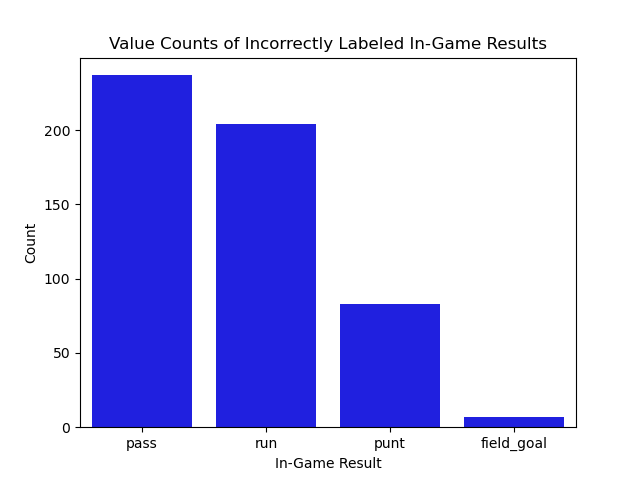 Value Counts of Incorrectly Labeled In-Game Results
Count
200
150
100
50
0
pass
run
punt
field_goal
In-Game Result